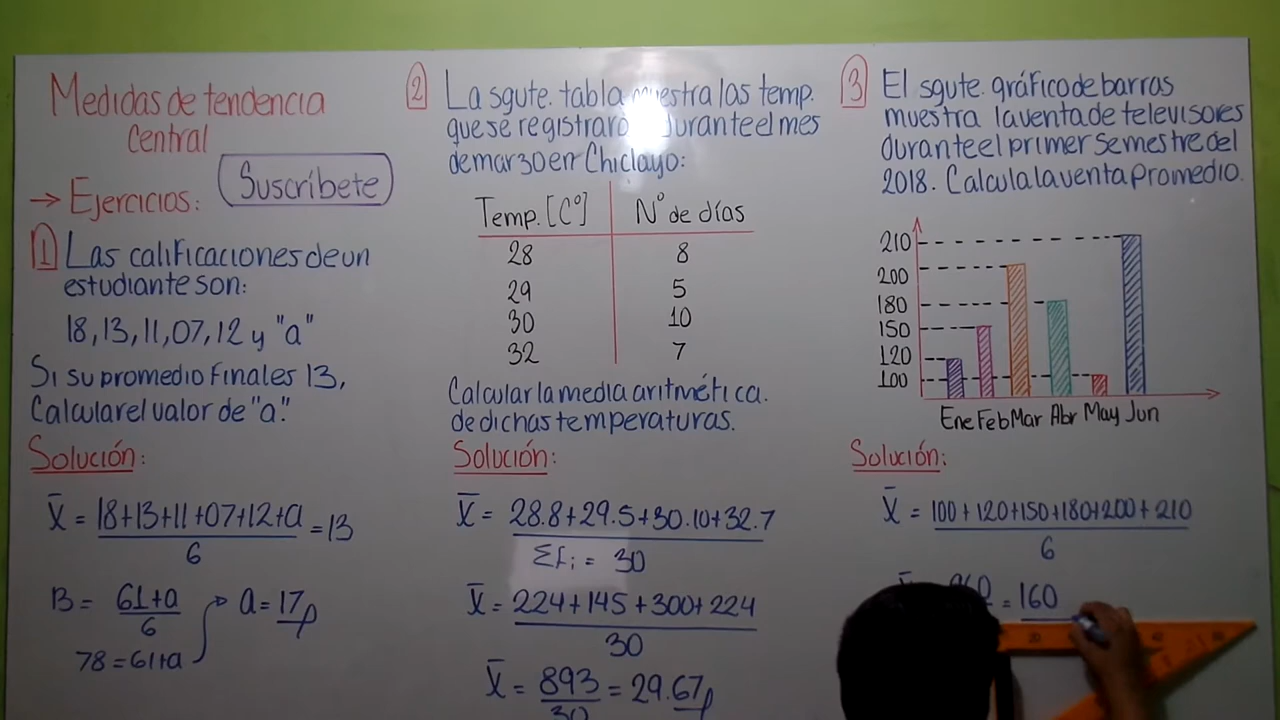 Medidas de tendencia
Central
Suscríbete
→ Ejercicios:
1 Las calificaciones de un
estudiante son:
18, 13, 11, 07, 12 y "a"
Si su promedio final es 13,
Calcular el valor de "a".
Solución:
X̄ = 18+13+11+07+12+a = 13
6
13 = 61+a
6
a = 17
78 = 61+a
2 La sgute. tabla muestra las temp.
que se registraron durante el mes
de marzo en Chiclayo:
Temp. [C°] N° de días
28 8
29 5
30 10
32 7
Calcular la media aritmética.
de dichas temperaturas.
Solución:
X̄ = 28.8+29.5+30.10+32.7
Σfi = 30
X̄ = 224+145+300+224
30
X̄ = 893 = 29.67
30
3 El sgute. gráfico de barras
muestra la venta de televisores
durante el primer semestre del
2018. Calcula la venta promedio.
210
200
180
150
120
100
Ene Feb Mar Abr May Jun
Solución:
X̄ = 100+120+150+180+200+210
6
= 160